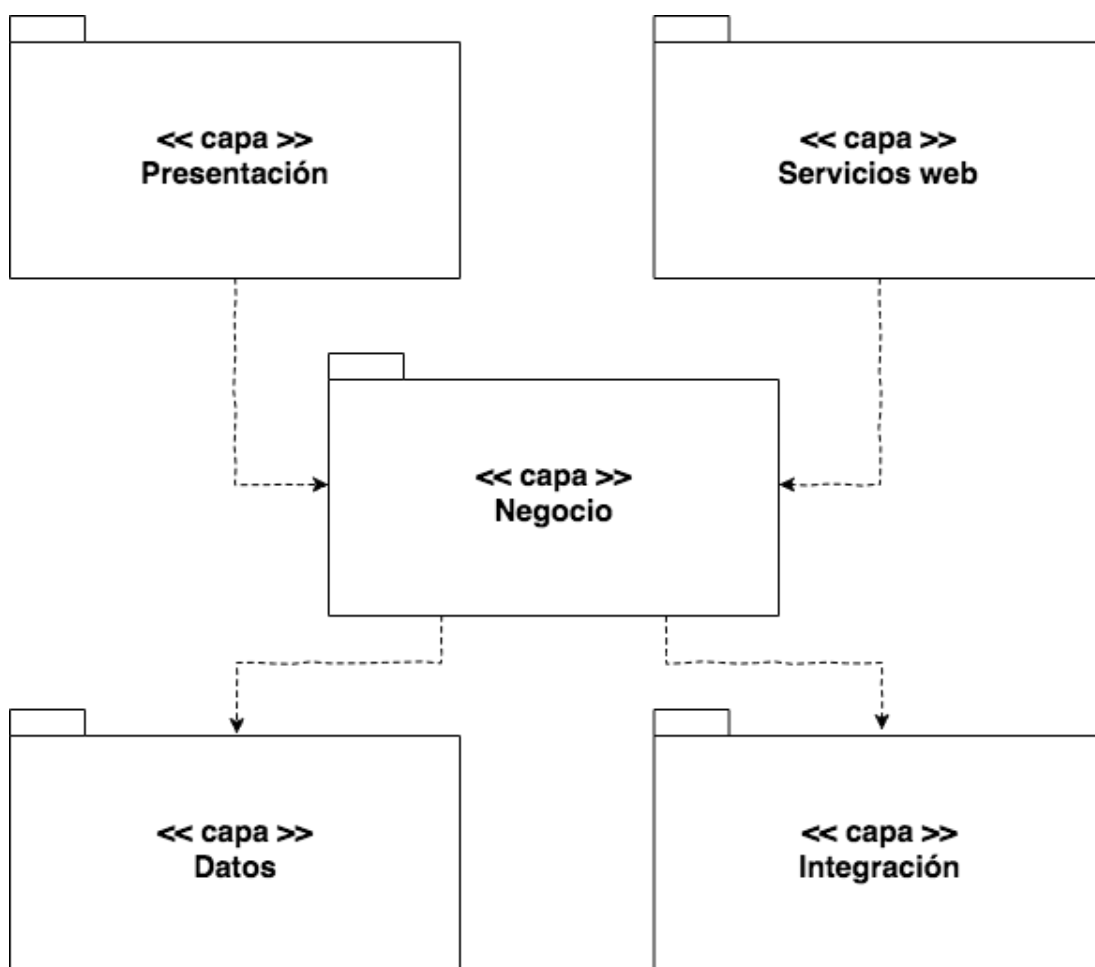 << capa >>
Presentación
<< capa >>
Servicios web
<< capa >>
Negocio
<< capa >>
Datos
<< capa >>
Integración